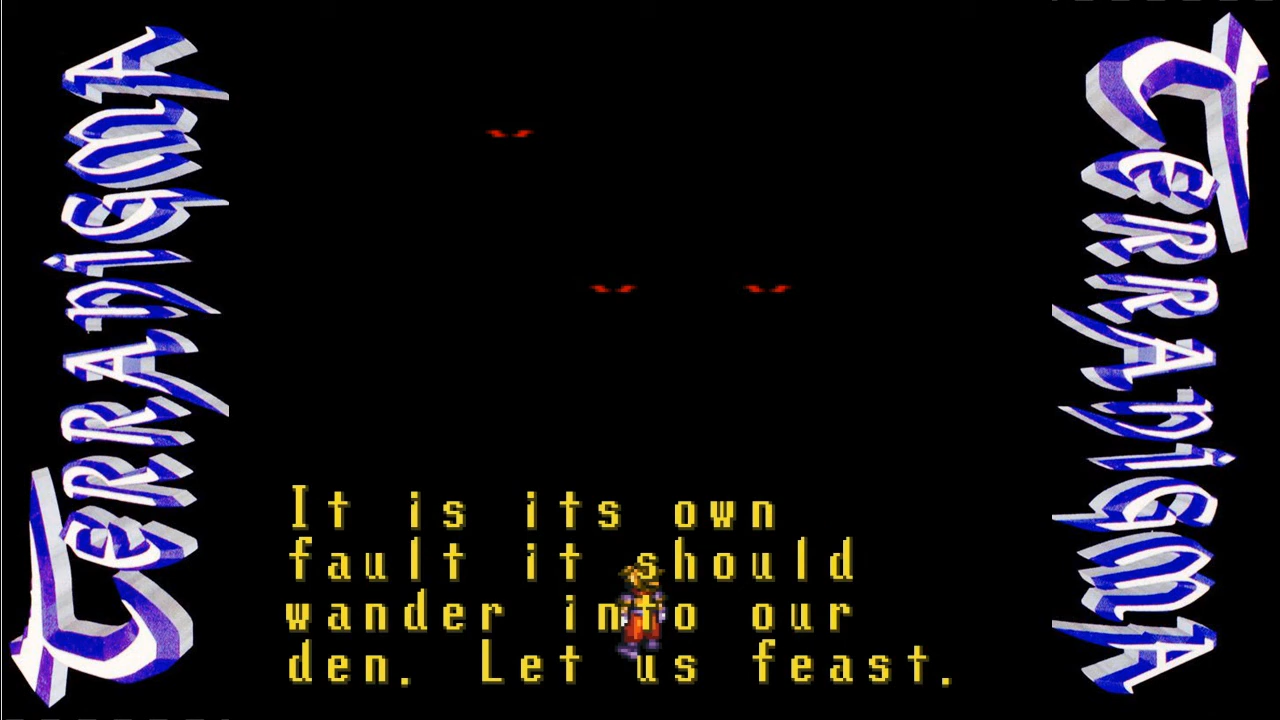 TERRANIGMA
It is its own
fault it should
wander into our
den. Let us feast.
TERRANIGMA